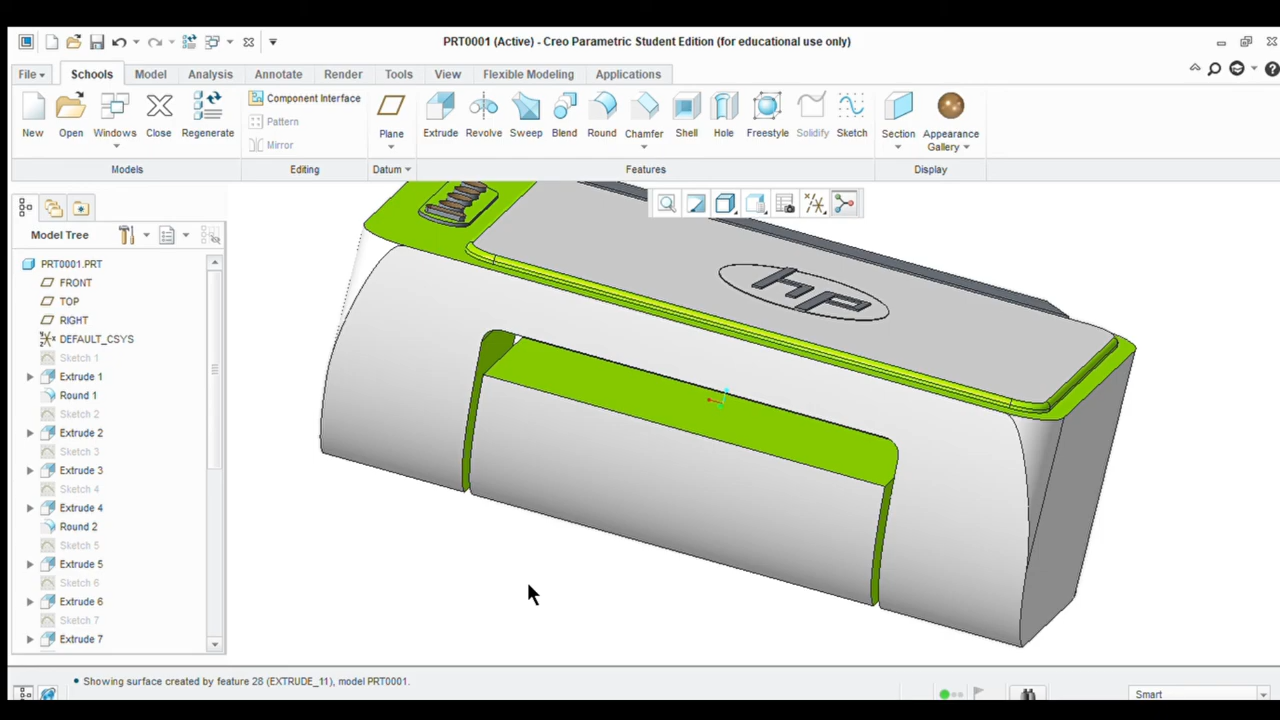 PRT0001 (Active) - Creo Parametric Student Edition (for educational use only)
File Schools Model Analysis Annotate Render Tools View Flexible Modeling Applications
New Open Windows Close Regenerate
Component Interface
Pattern
Mirror
Plane
Extrude Revolve Sweep Blend Round Chamfer Shell Hole Freestyle Solidify Sketch
Section Appearance
Gallery
Models Editing Datum Features Display
Model Tree
PRT0001.PRT
FRONT
TOP
RIGHT
DEFAULT_CSYS
Sketch 1
Extrude 1
Round 1
Sketch 2
Extrude 2
Sketch 3
Extrude 3
Sketch 4
Extrude 4
Round 2
Sketch 5
Extrude 5
Sketch 6
Extrude 6
Sketch 7
Extrude 7
hp
Showing surface created by feature 28 (EXTRUDE_11), model PRT0001.
Smart